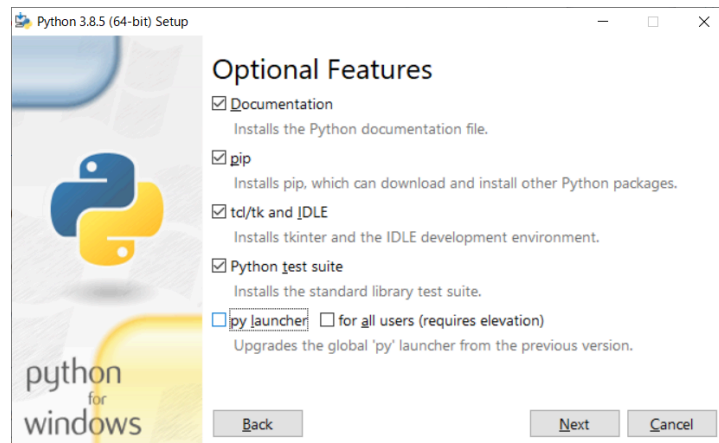 Python 3.8.5 (64-bit) Setup
Optional Features
Documentation
Installs the Python documentation file.
pip
Installs pip, which can download and install other Python packages.
tcl/tk and IDLE
Installs tkinter and the IDLE development environment.
Python test suite
Installs the standard library test suite.
py launcher for all users (requires elevation)
Upgrades the global 'py' launcher from the previous version.
python
for
windows
Back Next Cancel